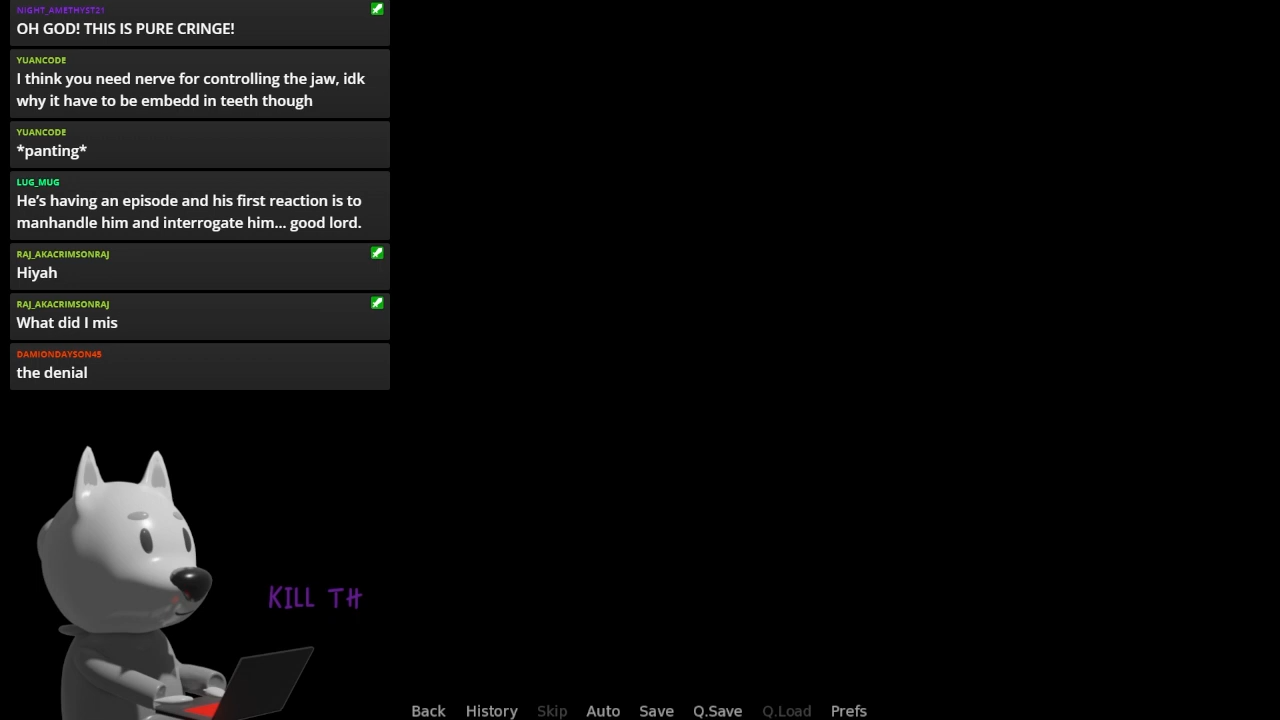 NIGHT_AMETHYST21
OH GOD! THIS IS PURE CRINGE!
YUANCODE
I think you need nerve for controlling the jaw, idk
why it have to be embedd in teeth though
YUANCODE
*panting*
LUG_MUG
He's having an episode and his first reaction is to
manhandle him and interrogate him... good lord.
RAJ_AKACRIMSONRAJ
Hiyah
RAJ_AKACRIMSONRAJ
What did I mis
DAMIONDAYSON45
the denial
KILL TH
Back History Skip Auto Save Q.Save Q.Load Prefs